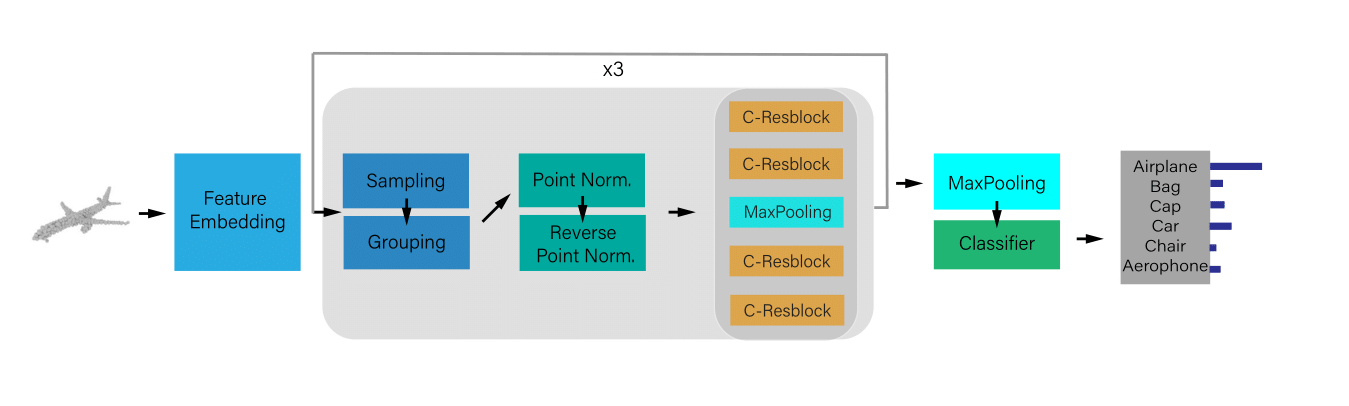 x3
Feature
Embedding
Sampling
Grouping
Point Norm.
Reverse
Point Norm.
C-Resblock
C-Resblock
MaxPooling
C-Resblock
C-Resblock
MaxPooling
Classifier
Airplane
Bag
Cap
Car
Chair
Aerophone